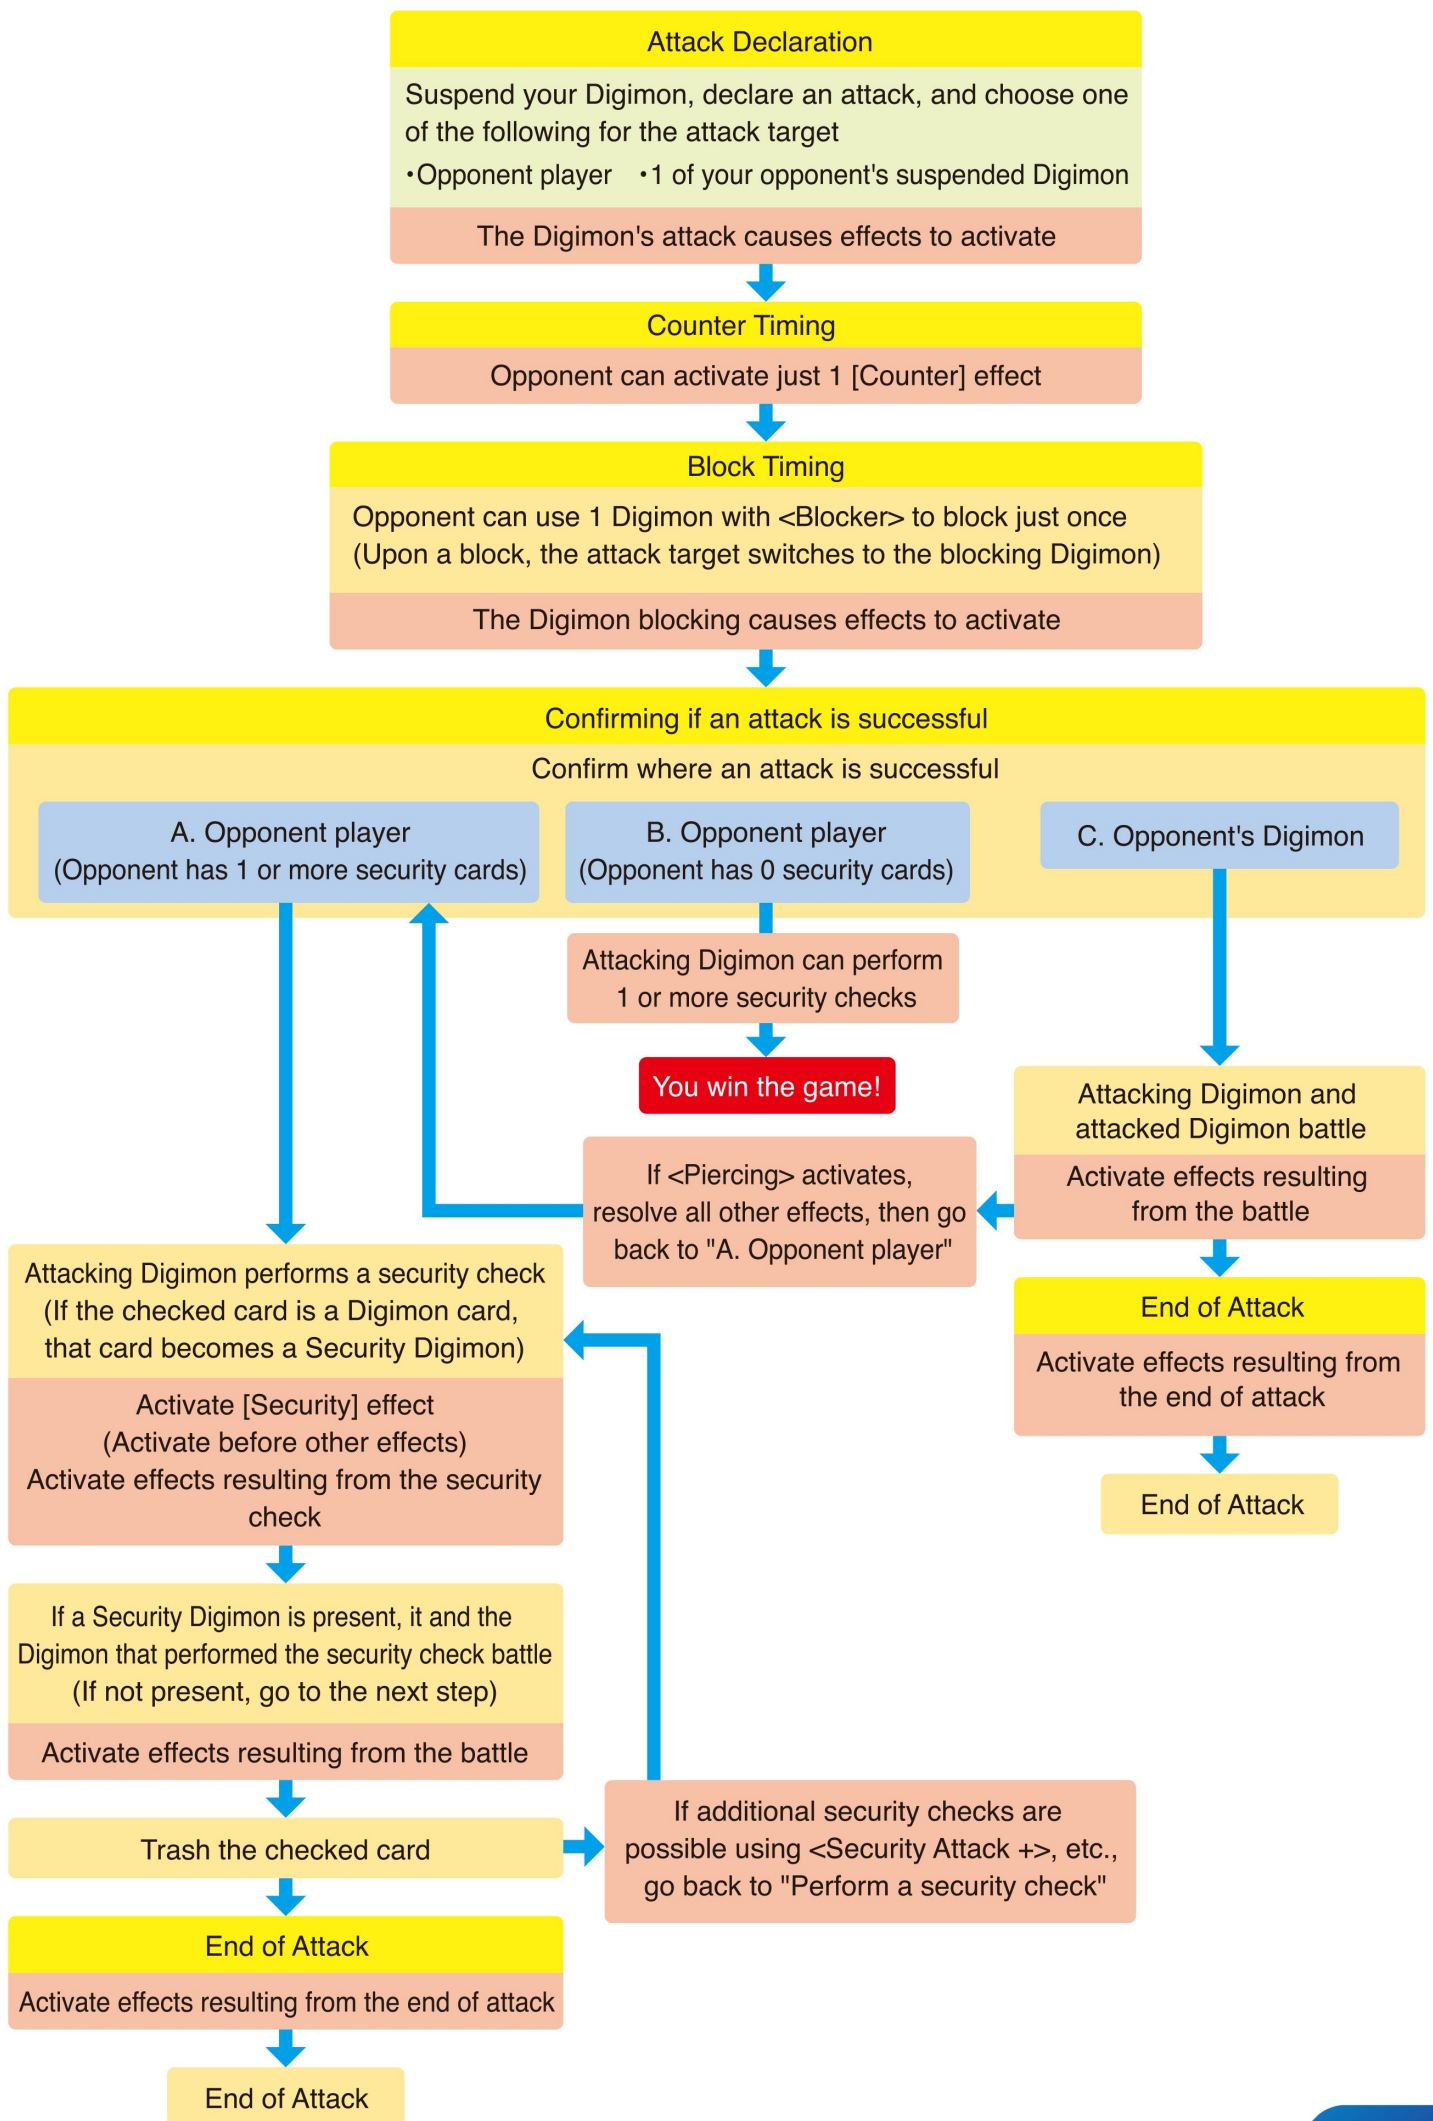 Attack Declaration
Suspend your Digimon, declare an attack, and choose one
of the following for the attack target
・Opponent player ・1 of your opponent's suspended Digimon
The Digimon's attack causes effects to activate
Counter Timing
Opponent can activate just 1 [Counter] effect
Block Timing
Opponent can use 1 Digimon with <Blocker> to block just once
(Upon a block, the attack target switches to the blocking Digimon)
The Digimon blocking causes effects to activate
Confirming if an attack is successful
Confirm where an attack is successful
A. Opponent player
(Opponent has 1 or more security cards)
B. Opponent player
(Opponent has 0 security cards)
C. Opponent's Digimon
Attacking Digimon can perform
1 or more security checks
You win the game!
Attacking Digimon and
attacked Digimon battle
Activate effects resulting
from the battle
If <Piercing> activates,
resolve all other effects, then go
back to "A. Opponent player"
End of Attack
Activate effects resulting from
the end of attack
End of Attack
Attacking Digimon performs a security check
(If the checked card is a Digimon card,
that card becomes a Security Digimon)
Activate [Security] effect
(Activate before other effects)
Activate effects resulting from the security
check
If a Security Digimon is present, it and the
Digimon that performed the security check battle
(If not present, go to the next step)
Activate effects resulting from the battle
Trash the checked card
If additional security checks are
possible using <Security Attack +>, etc.,
go back to "Perform a security check"
End of Attack
Activate effects resulting from the end of attack
End of Attack